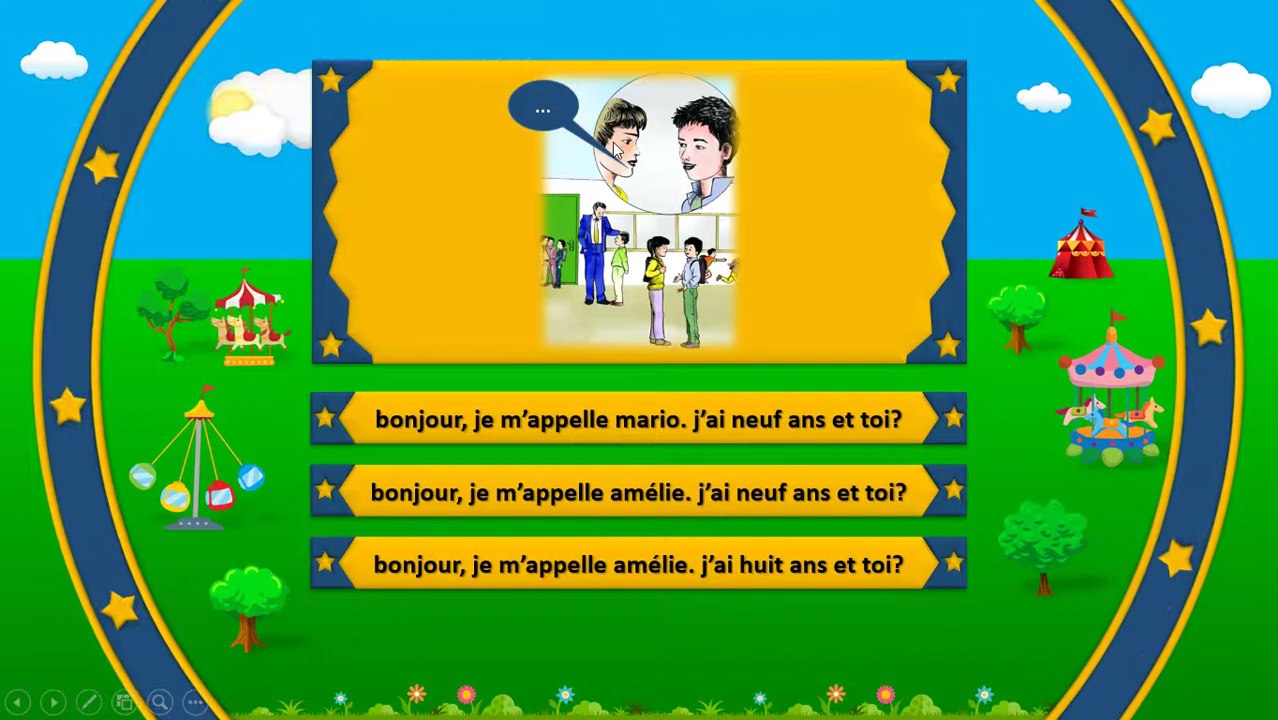 ...
bonjour, je m’appelle mario. j’ai neuf ans et toi?
bonjour, je m’appelle amélie. j’ai neuf ans et toi?
bonjour, je m’appelle amélie. j’ai huit ans et toi?